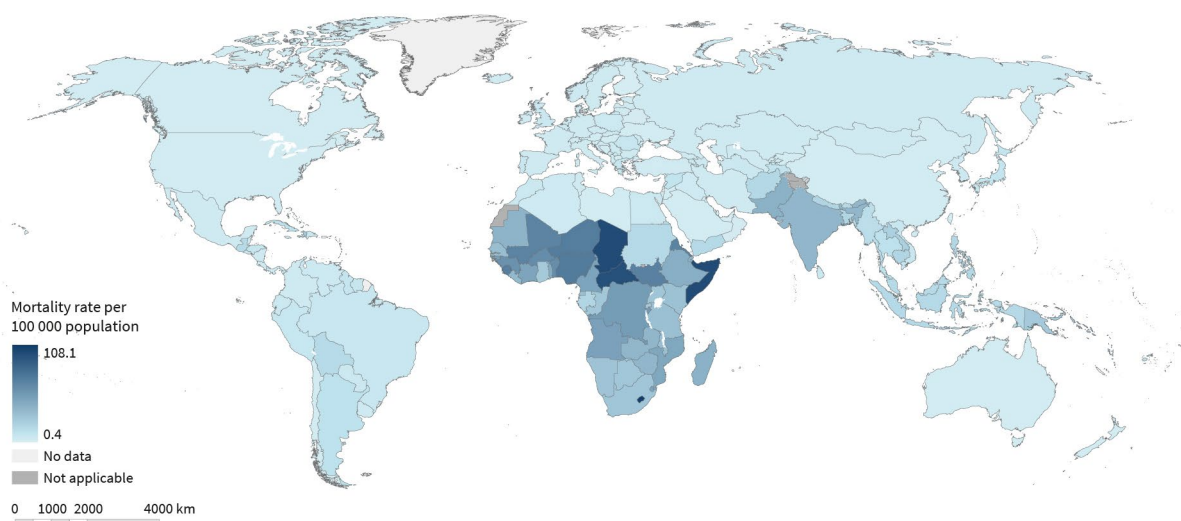 Mortality rate per
100 000 population
108.1
0.4
No data
Not applicable
0 1000 2000 4000 km